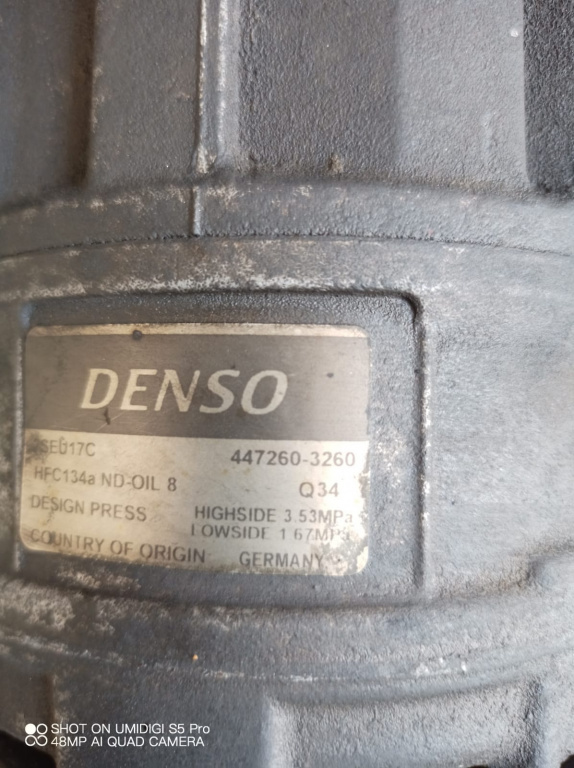 DENSO
SEU17C 447260-3260
HFC134a ND-OIL 8 Q34
DESIGN PRESS HIGHSIDE 3.53MPa
LOWSIDE 1.67MPa
COUNTRY OF ORIGIN GERMANY
SHOT ON UMIDIGI S5 Pro
48MP AI QUAD CAMERA